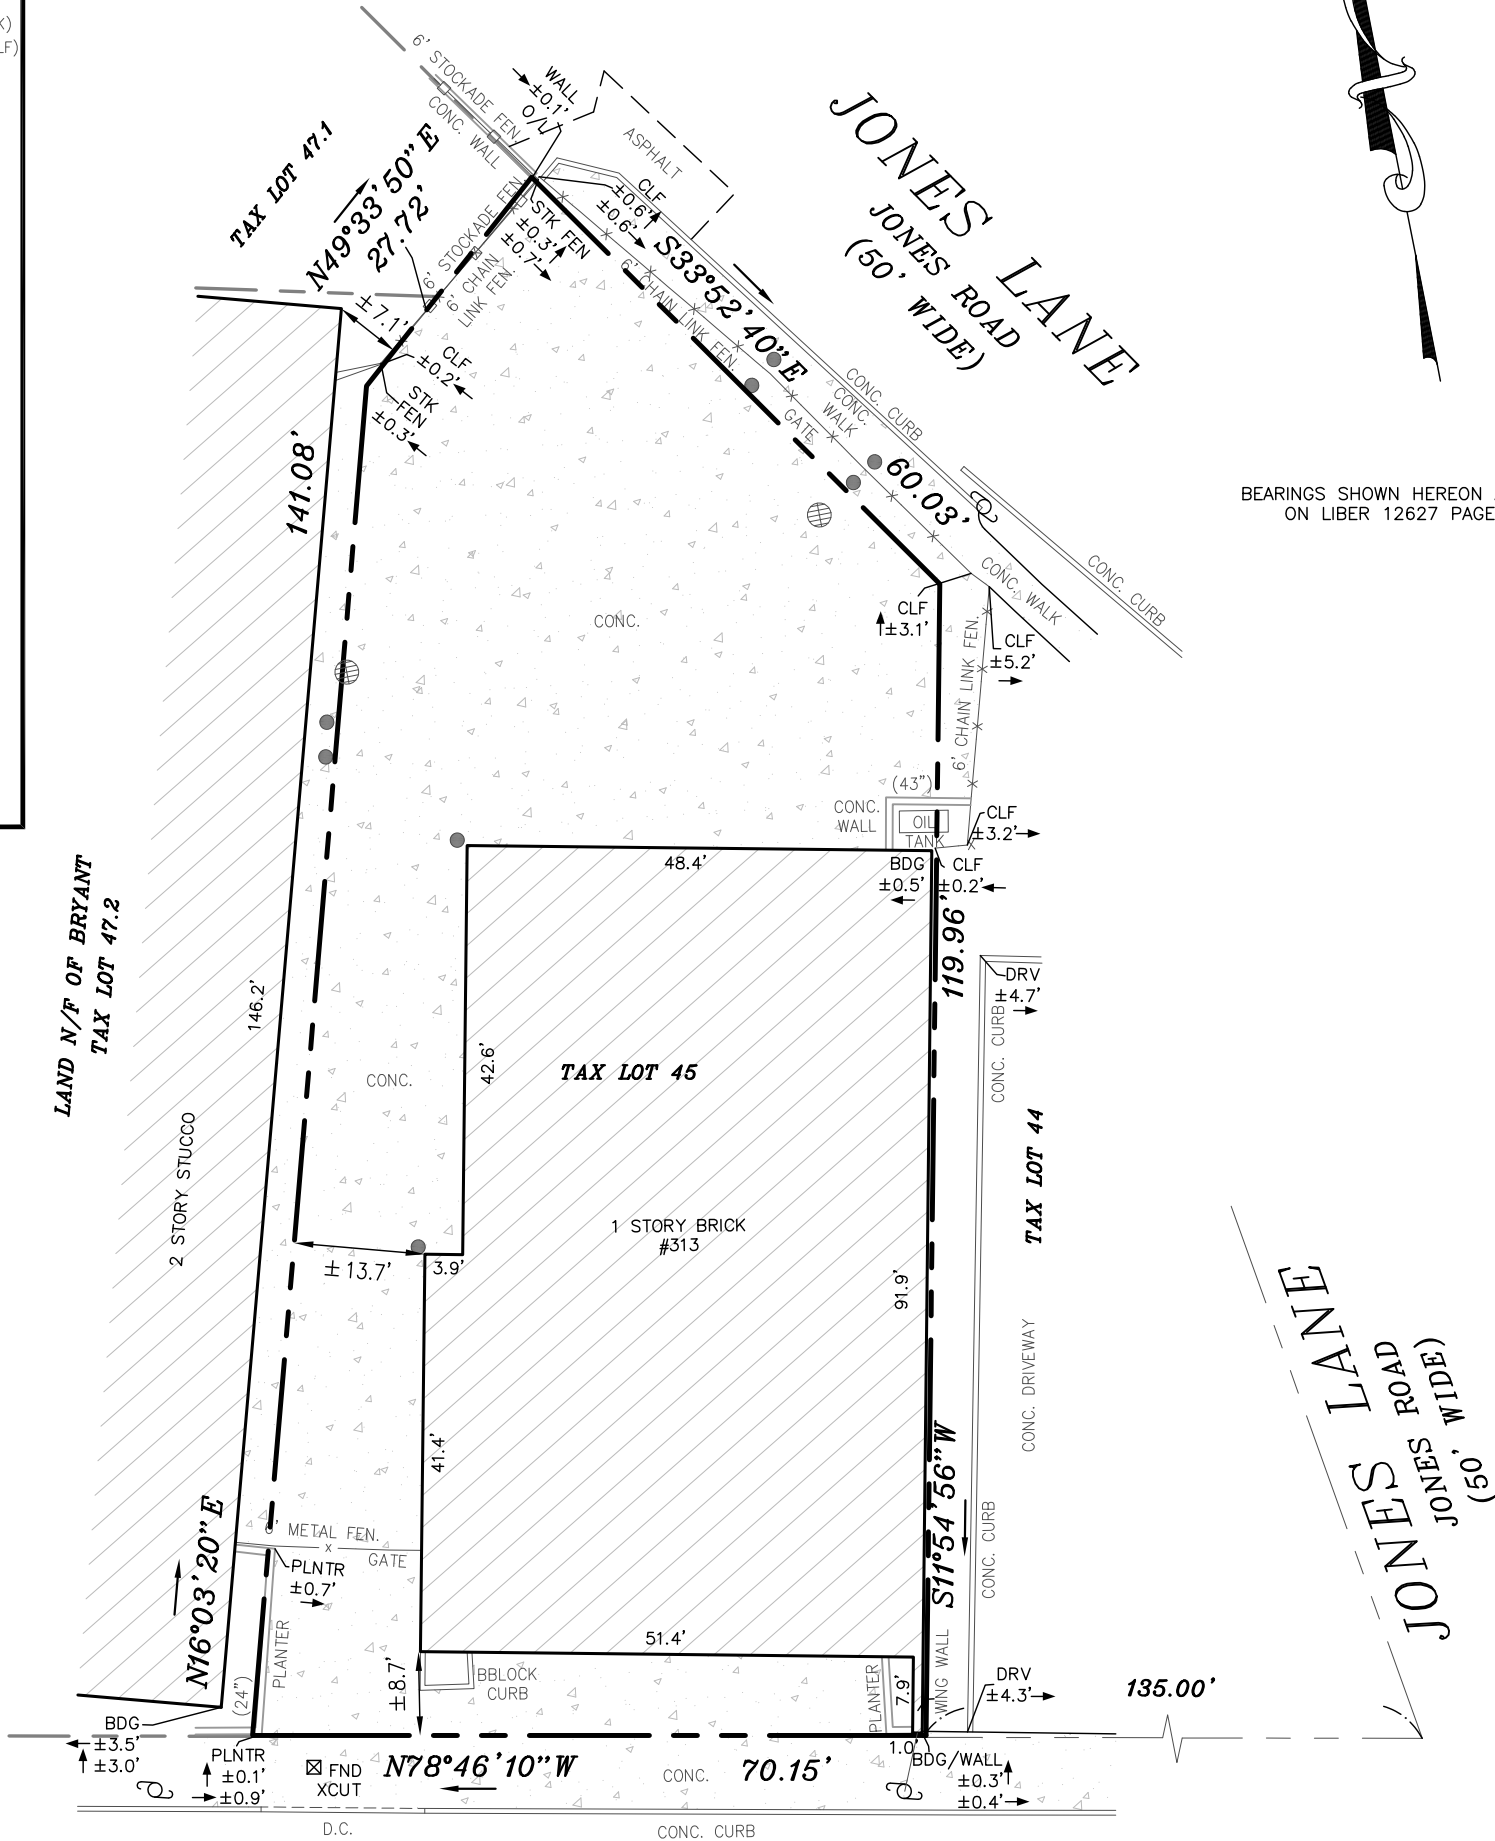 K)
LF)
6' STOCKADE FEN.
CONC. WALL
WALL
±0.1'
O/L
ASPHALT
TAX LOT 47.1
N49°33'50"E
27.72'
6' STOCKADE FEN.
6' CHAIN
LINK FEN.
STK FEN
±0.3'
±0.7'
CLF
±0.6'
±0.6'
S33°52'40"E
60.03'
6' CHAIN LINK FEN.
GATE
CONC.
WALK
CONC. CURB
JONES LANE
JONES ROAD
(50' WIDE)
±7.1'
CLF
±0.2'
STK
FEN
±0.3'
141.08'
BEARINGS SHOWN HEREON
ON LIBER 12627 PAGE
CONC. WALK
CONC. CURB
CLF
±3.1'
CONC.
CLF
±5.2'
6' CHAIN LINK FEN.
(43")
CONC.
WALL
OIL
TANK
CLF
±3.2'
48.4'
BDG
±0.5'
CLF
±0.2'
119.96'
LAND N/F OF BRYANT
TAX LOT 47.2
146.2'
DRV
±4.7'
CONC. CURB
42.6'
TAX LOT 45
CONC.
TAX LOT 44
2 STORY STUCCO
1 STORY BRICK
#313
±13.7'
3.9'
91.9'
CONC. DRIVEWAY
JONES LANE
JONES ROAD
(50' WIDE)
JONES
JONES
(50'
41.4'
S11°54'56"W
CONC. CURB
N16°03'20"E
6' METAL FEN.
x
GATE
PLNTR
±0.7'
PLANTER
(24")
51.4'
±8.7'
BBLOCK
CURB
PLANTER
7.9'
WING WALL
DRV
±4.3'
135.00'
BDG
±3.5'
±3.0'
PLNTR
±0.1'
±0.9'
FND
XCUT
N78°46'10"W
CONC.
70.15'
1.0'
BDG/WALL
±0.3'
±0.4'
D.C.
CONC. CURB